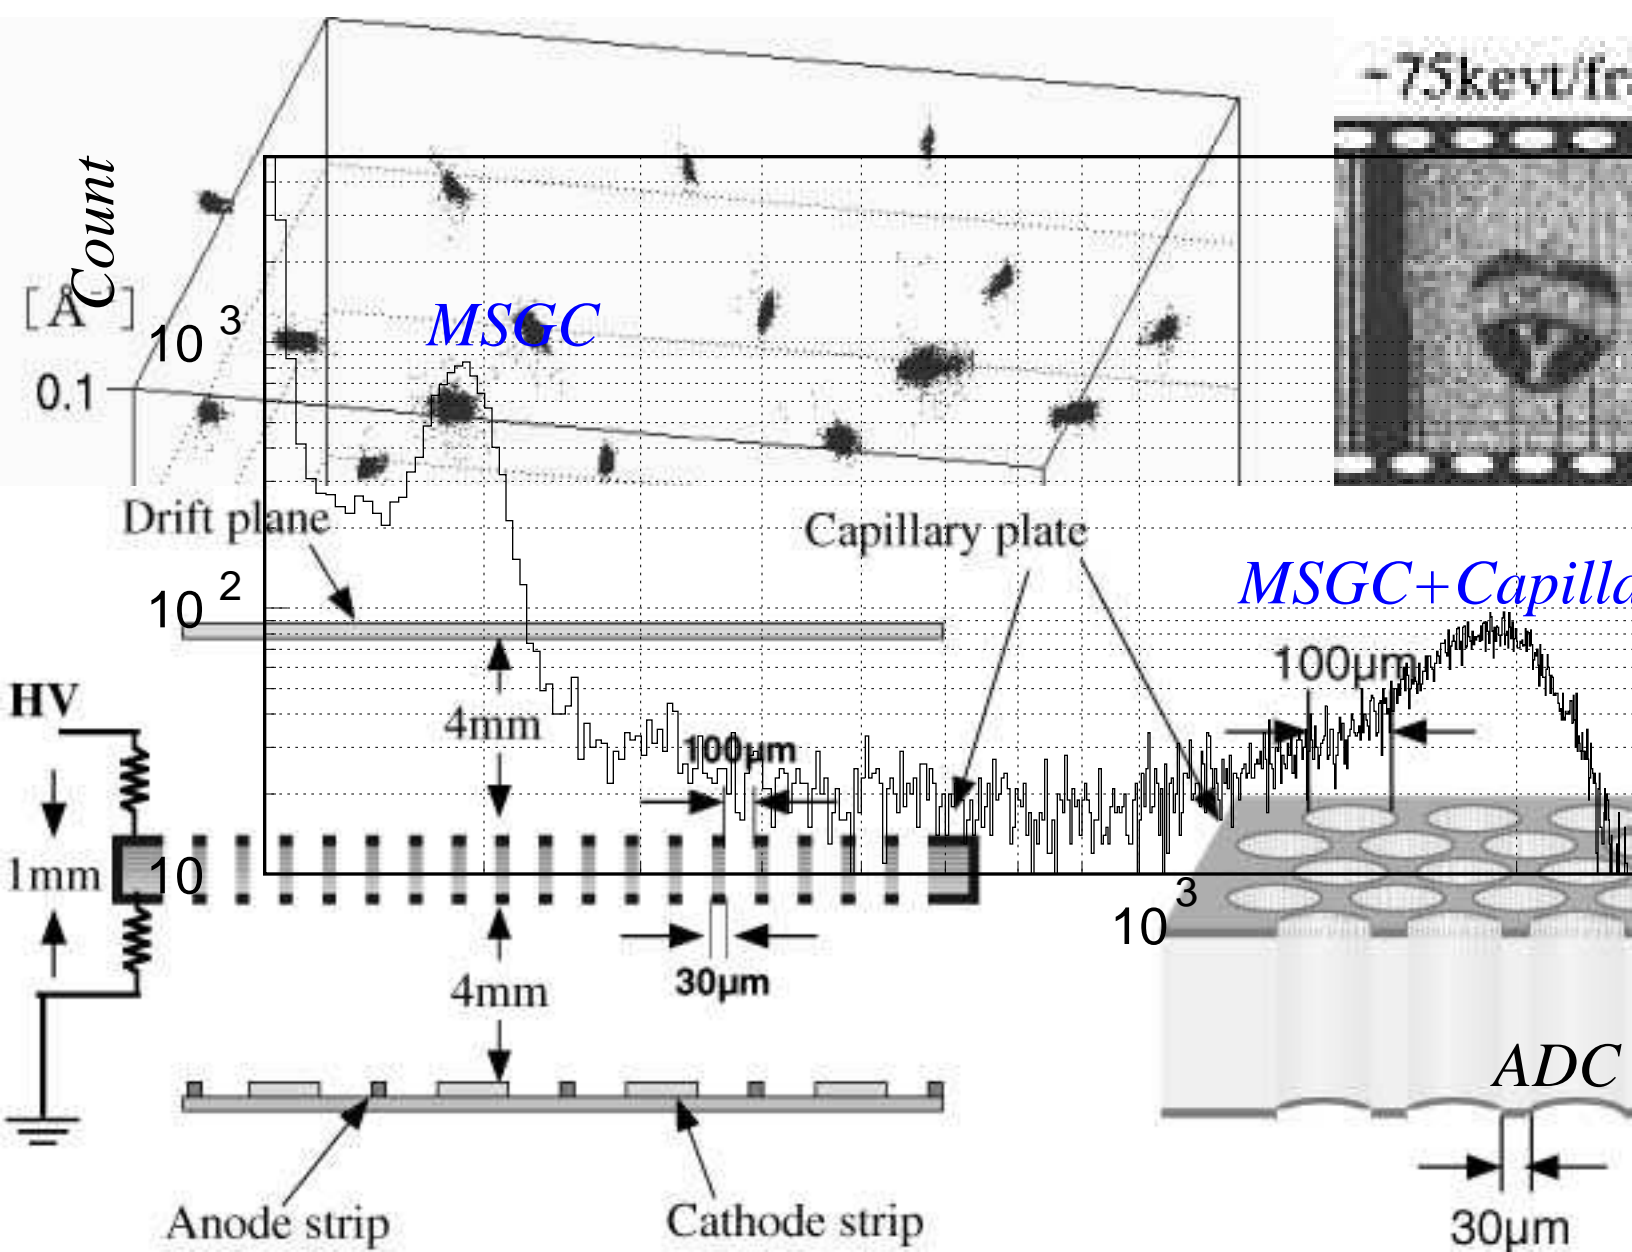 ~75kevt/fr
Count
[Å]
10 3
MSGC
0.1
Drift plane
Capillary plate
10 2
MSGC+Capilla
100µm
HV
4mm
100µm
1mm
10
10 3
30µm
4mm
ADC
Anode strip
Cathode strip
30µm